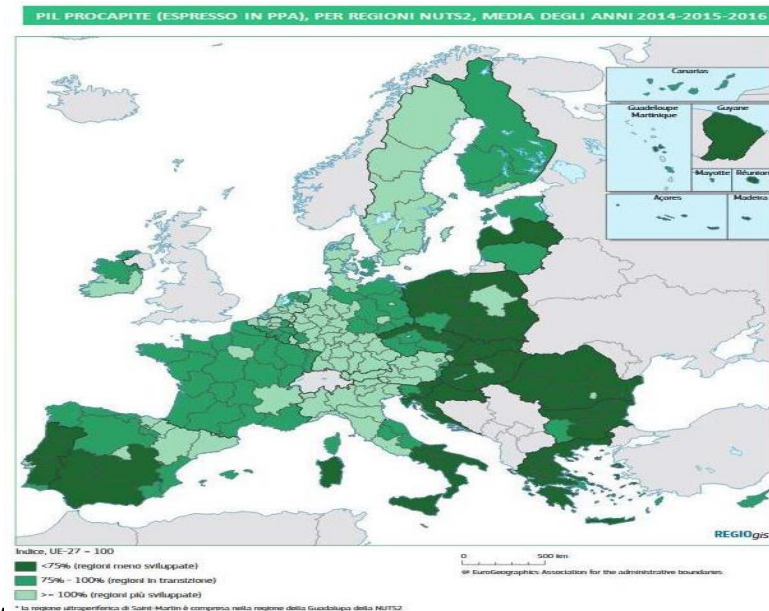 PIL PROCAPITE (ESPRESSO IN PPA), PER REGIONI NUTS2, MEDIA DEGLI ANNI 2014-2015-2016
Canarias
Guadeloupe
Martinique
Guyane
Mayotte
Réunion
Açores
Madeira
REGIOgis
Indice, UE-27 = 100
<75% (regioni meno sviluppate)
75% - 100% (regioni in transizione)
>= 100% (regioni più sviluppate)
0 500 km
© EuroGeographics Association for the administrative boundaries
* la regione ultraperiferica di Saint-Martin è compresa nella regione della Guadalupa della NUTS2